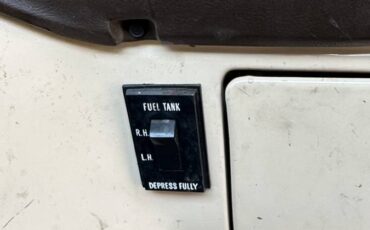 FUEL TANK
R.H.
L.H.
DEPRESS FULLY